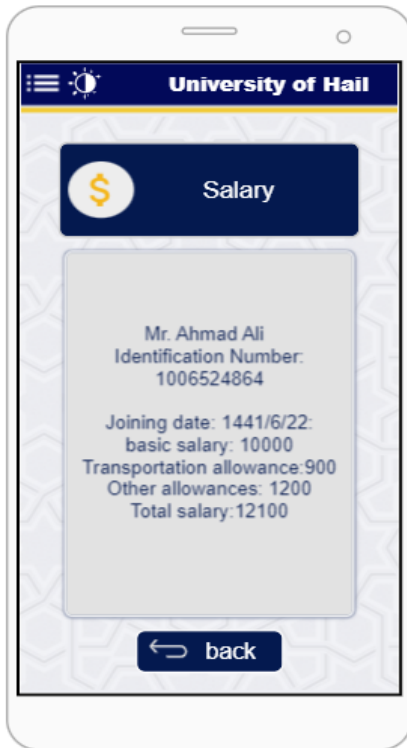 University of Hail
$
Salary
Mr. Ahmad Ali
Identification Number:
1006524864
Joining date: 1441/6/22:
basic salary: 10000
Transportation allowance:900
Other allowances: 1200
Total salary:12100
back